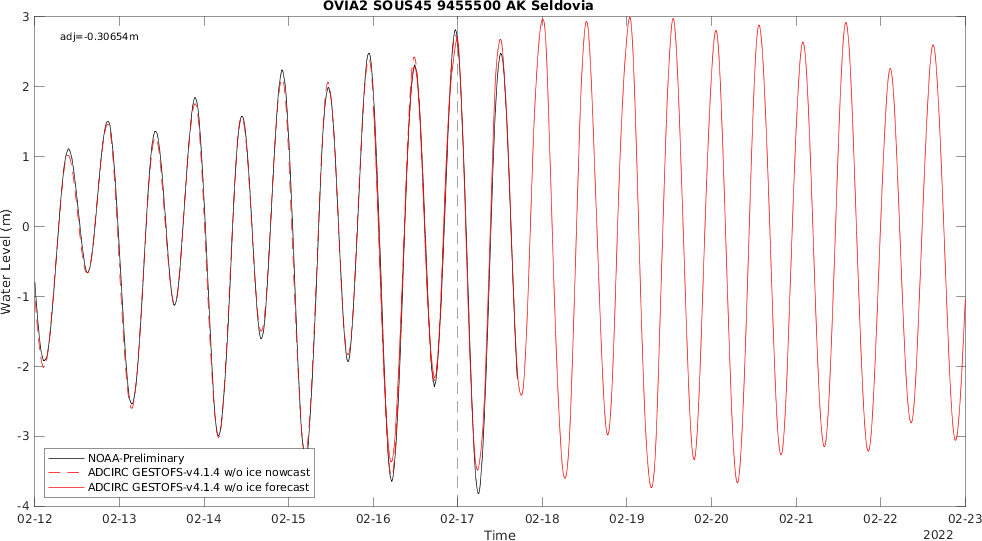 OVIA2 SOUS45 9455500 AK Seldovia
adj=-0.30654m
3
2
1
0
-1
-2
-3
-4
Water Level (m)
NOAA-Preliminary
ADCIRC GESTOFS-v4.1.4 w/o ice nowcast
ADCIRC GESTOFS-v4.1.4 w/o ice forecast
02-12 02-13 02-14 02-15 02-16 02-17 02-18 02-19 02-20 02-21 02-22 02-23
Time
2022